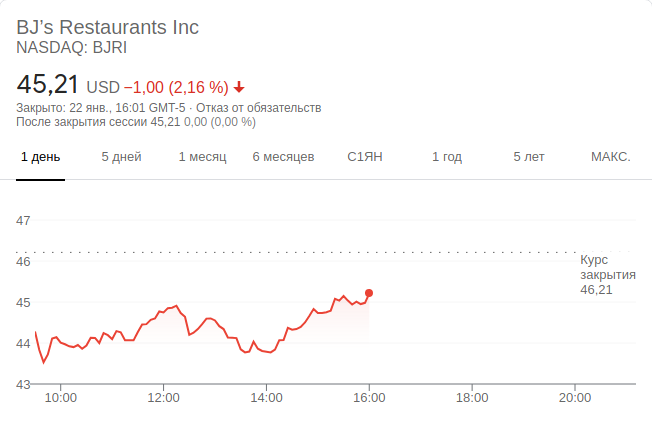 BJ’s Restaurants Inc
NASDAQ: BJRI
45,21 USD −1,00 (2,16 %)
Закрыто: 22 янв., 16:01 GMT-5 · Отказ от обязательств
После закрытия сессии 45,21 0,00 (0,00 %)
1 день 5 дней 1 месяц 6 месяцев С1ЯН 1 год 5 лет МАКС.
47
46
45
44
43
Курс
закрытия
46,21
10:00 12:00 14:00 16:00 18:00 20:00